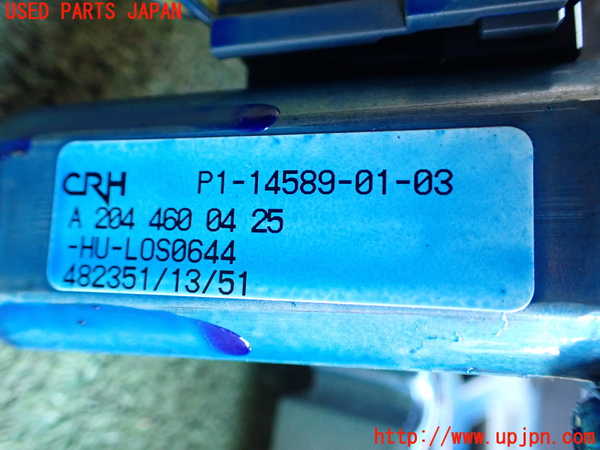 USED PARTS JAPAN
CRH P1-14589-01-03
A 204 460 04 25
-HU-LOS0644
482351/13/51
http://www.upjpn.com/